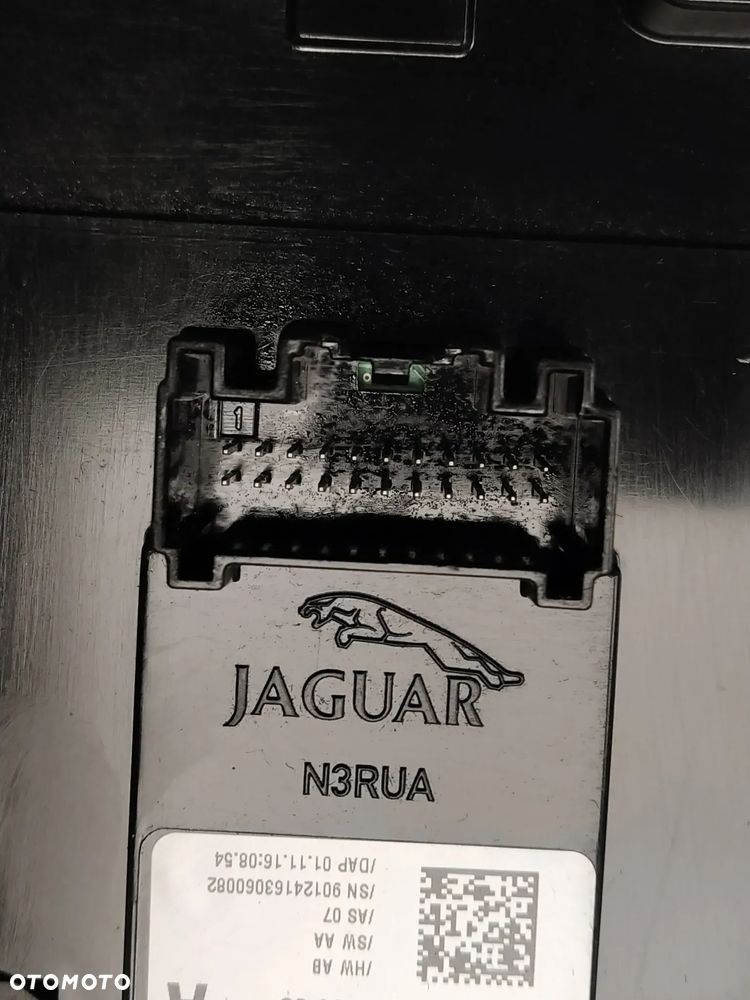 1
JAGUAR
N3RUA
/DAP 01.11.16:08.54
/SN 90124163060082
/AS 07
/SW AA
/HW AB
A
OTOMOTO